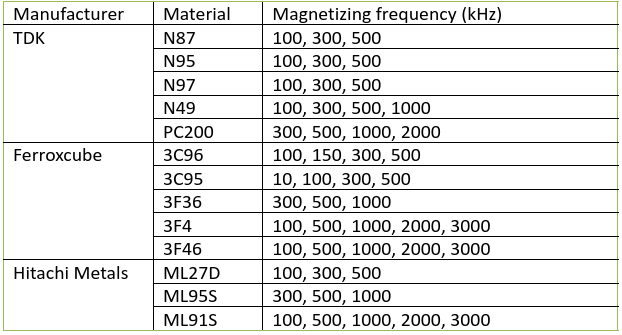 Manufacturer Material Magnetizing frequency (kHz)
TDK N87 100, 300, 500
N95 100, 300, 500
N97 100, 300, 500
N49 100, 300, 500, 1000
PC200 300, 500, 1000, 2000
Ferroxcube 3C96 100, 150, 300, 500
3C95 10, 100, 300, 500
3F36 300, 500, 1000
3F4 100, 500, 1000, 2000, 3000
3F46 100, 500, 1000, 2000, 3000
Hitachi Metals ML27D 100, 300, 500
ML95S 300, 500, 1000
ML91S 100, 500, 1000, 2000, 3000